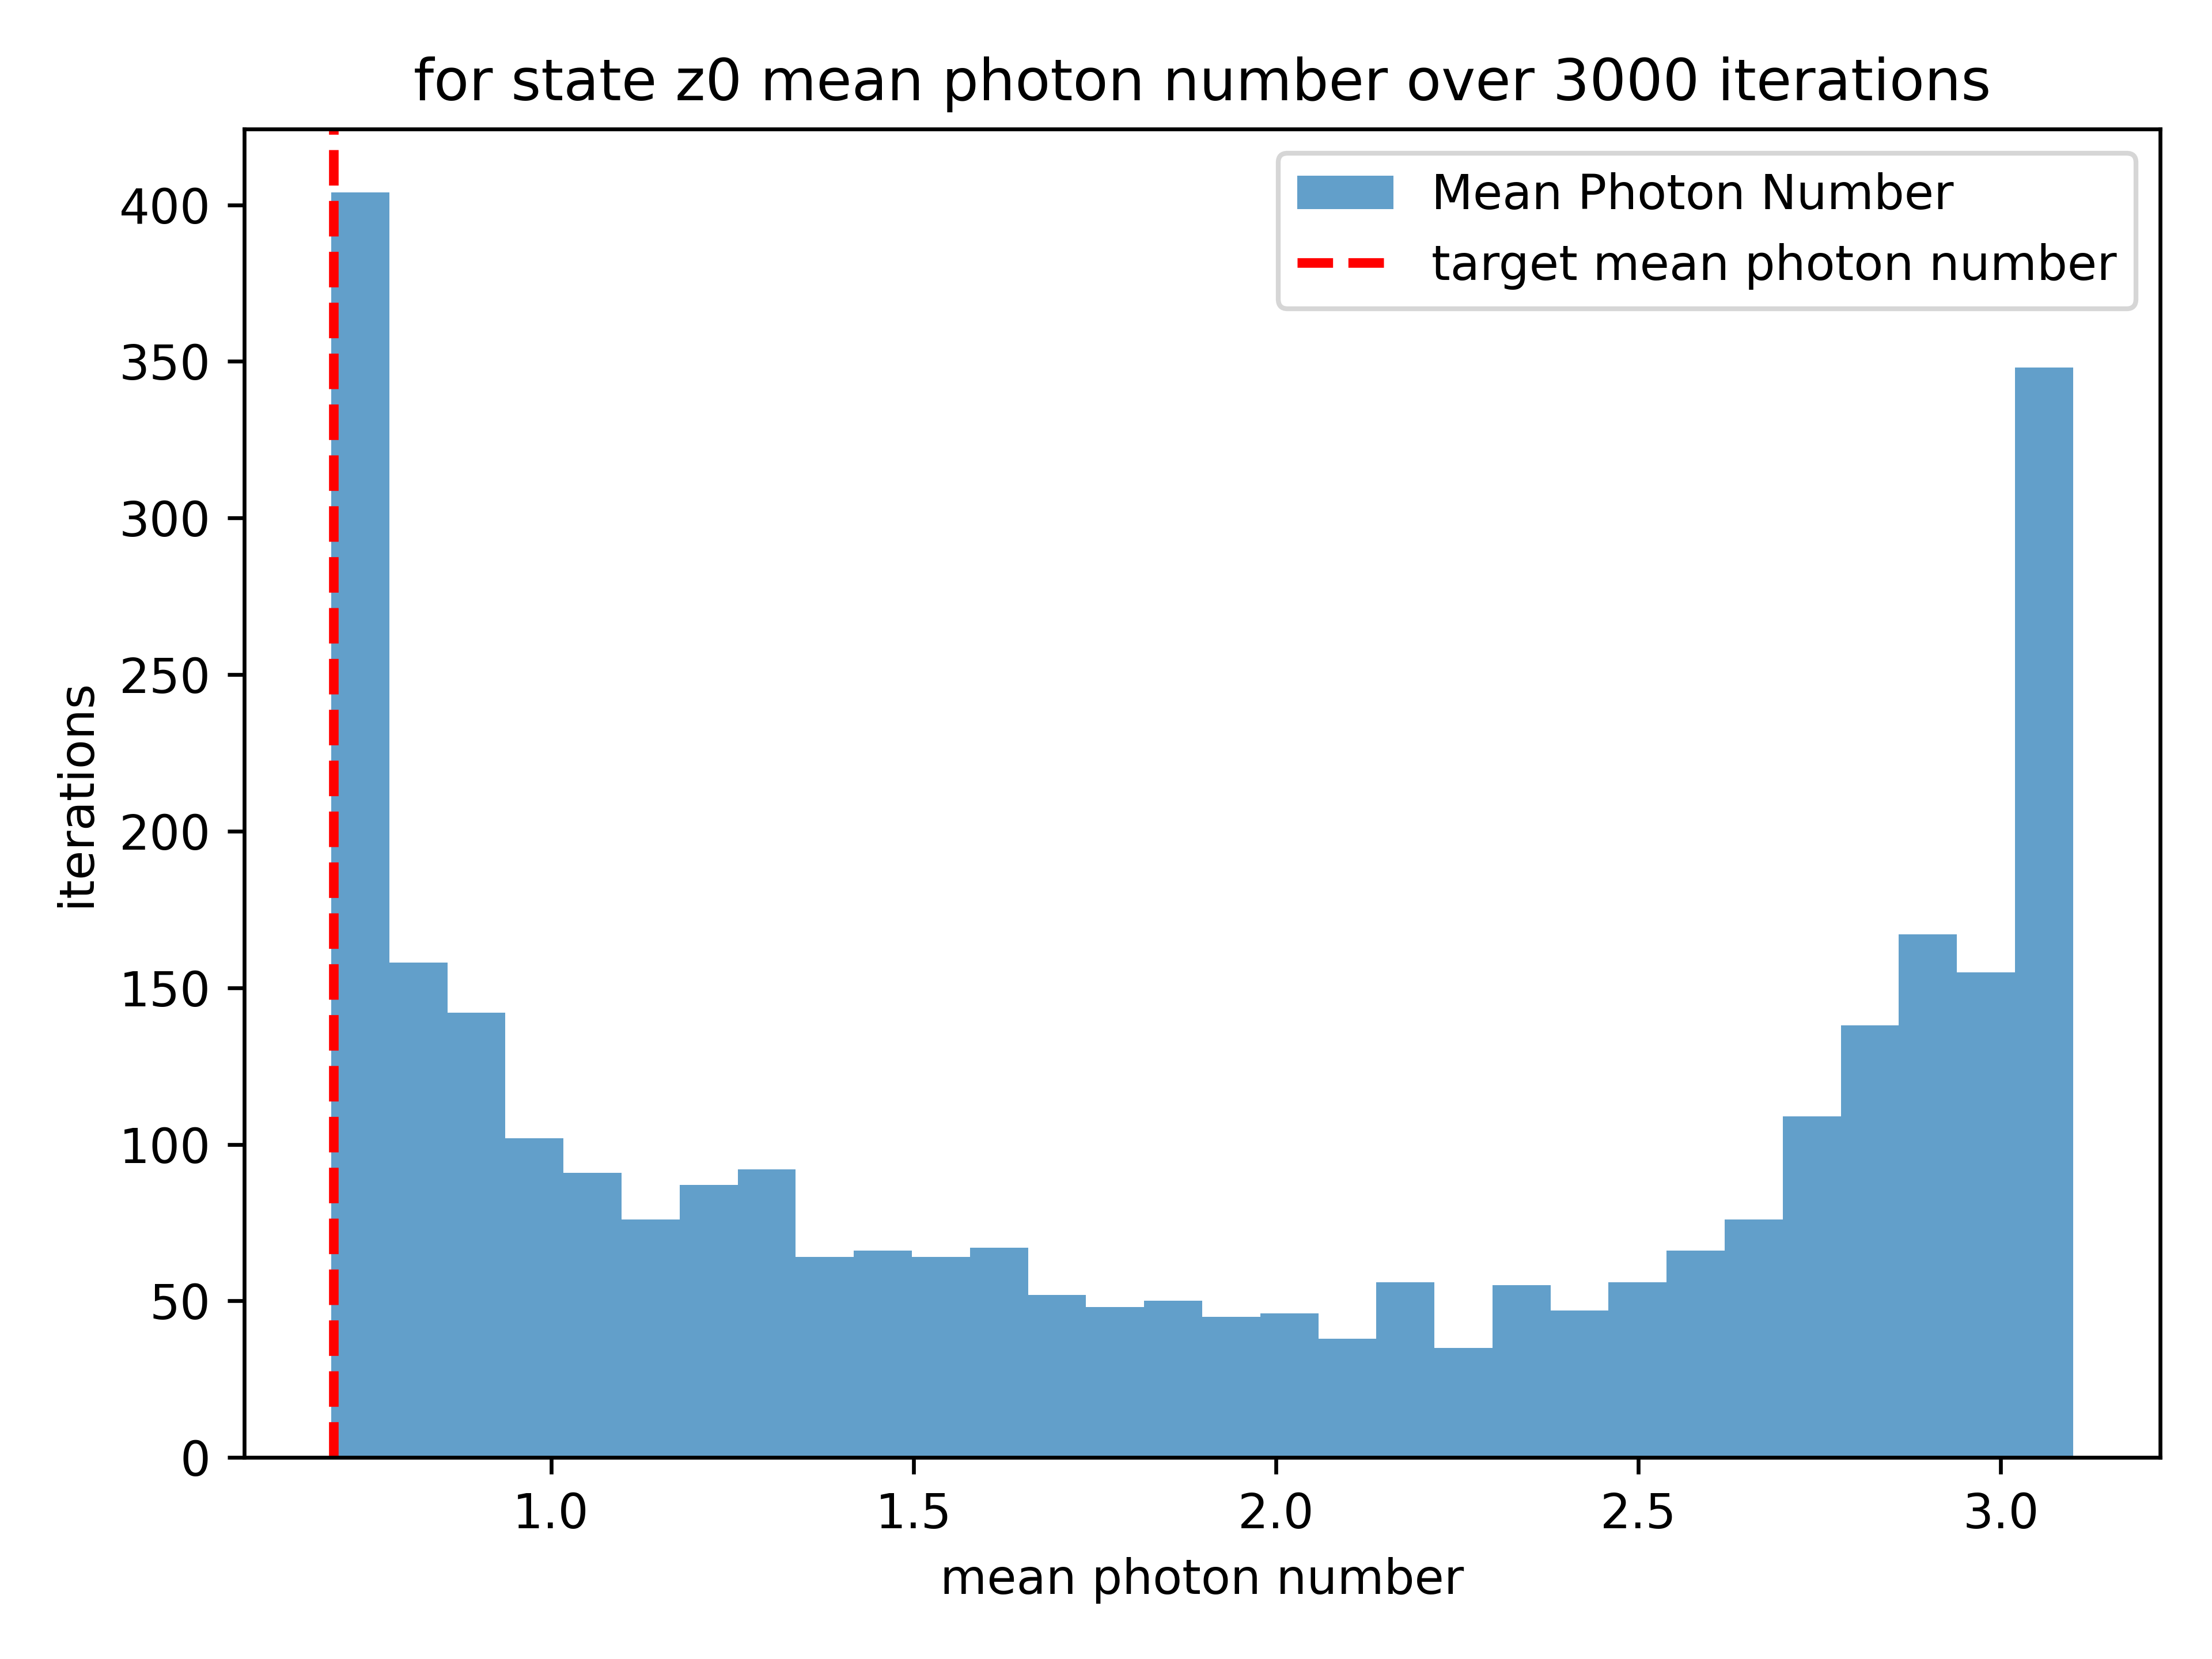 for state z0 mean photon number over 3000 iterations
Mean Photon Number
target mean photon number
400
350
300
250
200
150
100
50
0
iterations
1.0 1.5 2.0 2.5 3.0
mean photon number